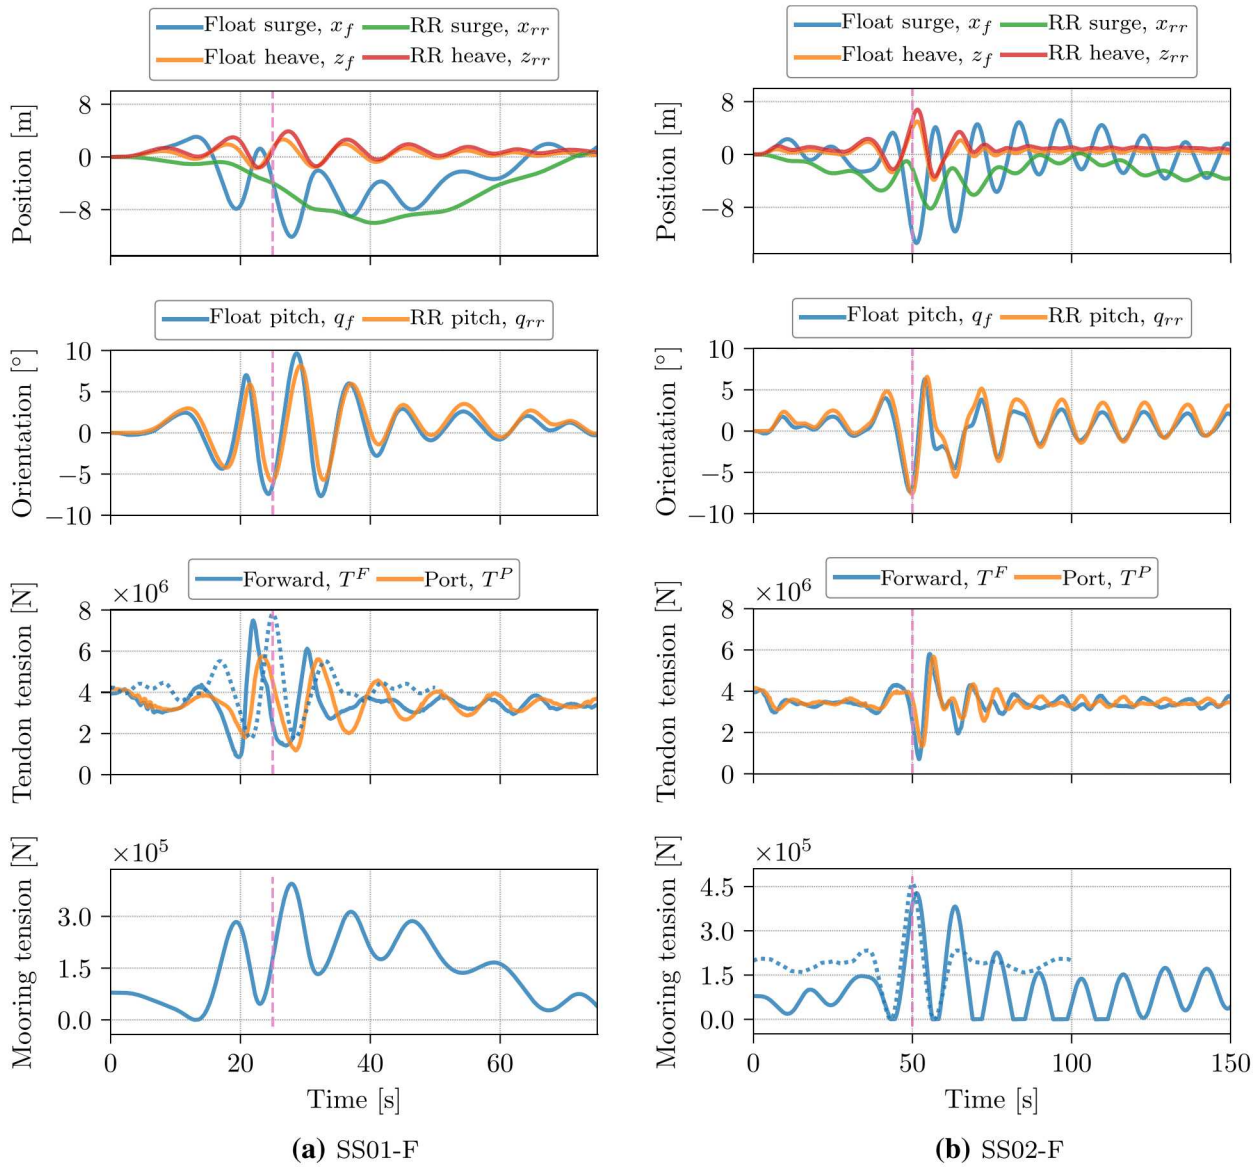 Float surge, x_f RR surge, x_rr
Float heave, z_f RR heave, z_rr
8
0
−8
Position [m]
Float pitch, q_f RR pitch, q_rr
10
5
0
−5
−10
Orientation [°]
Forward, T^F Port, T^P
×10^6
8
6
4
2
0
Tendon tension [N]
×10^5
3.0
1.5
0.0
Mooring tension [N]
0 20 40 60
Time [s]
(a) SS01-F
Float surge, x_f RR surge, x_rr
Float heave, z_f RR heave, z_rr
8
0
−8
Position [m]
Float pitch, q_f RR pitch, q_rr
10
5
0
−5
−10
Orientation [°]
Forward, T^F Port, T^P
×10^6
8
6
4
2
0
Tendon tension [N]
×10^5
4.5
3.0
1.5
0.0
Mooring tension [N]
0 50 100 150
Time [s]
(b) SS02-F